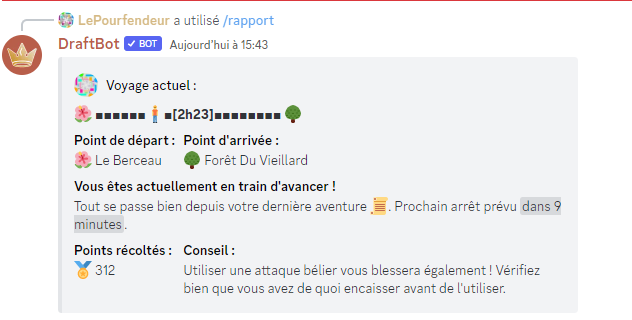 LePourfendeur a utilisé /rapport
DraftBot ✓ BOT Aujourd'hui à 15:43
Voyage actuel :
🌺 ■■■■■■🧍■[2h23]■■■■■■■■ 🌳
Point de départ : Point d'arrivée :
🌺 Le Berceau 🌳 Forêt Du Vieillard
Vous êtes actuellement en train d'avancer !
Tout se passe bien depuis votre dernière aventure 📜. Prochain arrêt prévu dans 9
minutes.
Points récoltés : Conseil :
🏅 312 Utiliser une attaque bélier vous blessera également ! Vérifiez
bien que vous avez de quoi encaisser avant de l'utiliser.